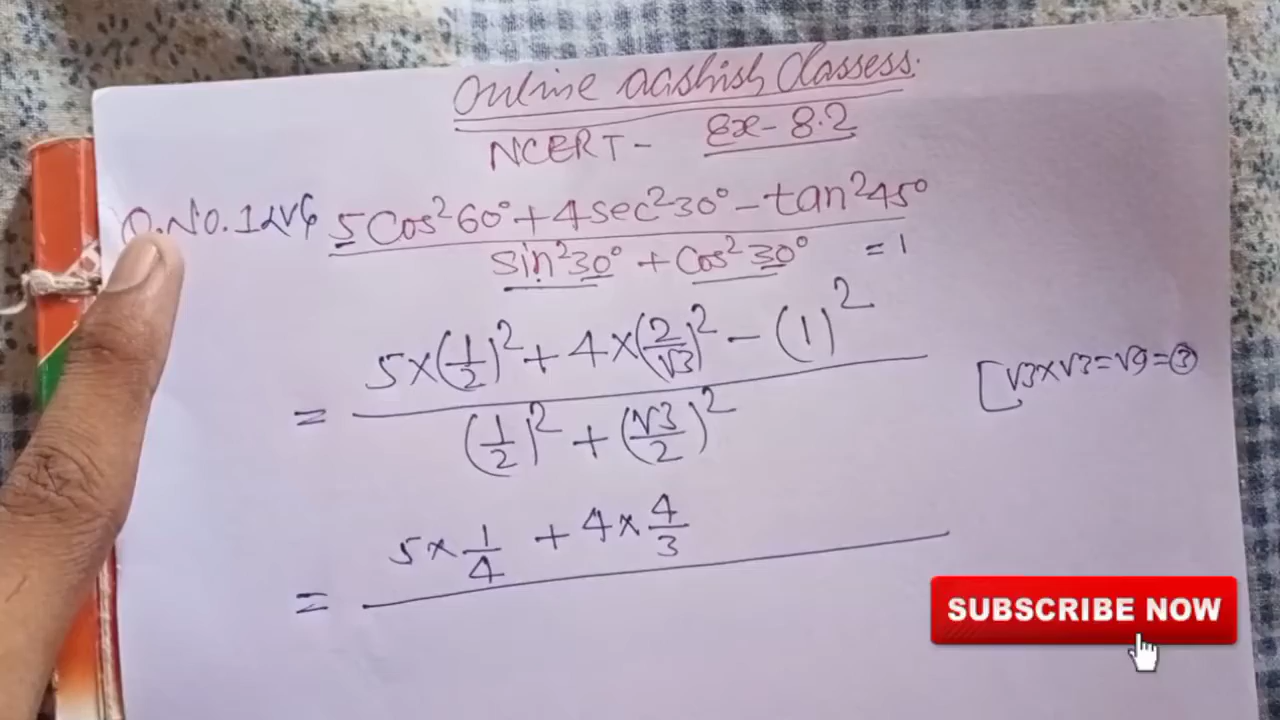 Online aashish Classess.
NCERT- Ex- 8.2
Q.No.1 5Cos²60°+4sec²30°-tan²45°
sin²30° + Cos²30° = 1
5×(1/2)²+4×(2/√3)²-(1)²
= (1/2)²+(√3/2)²
[√3×√3=√9=3
5×1/4 +4×4/3
=
SUBSCRIBE NOW